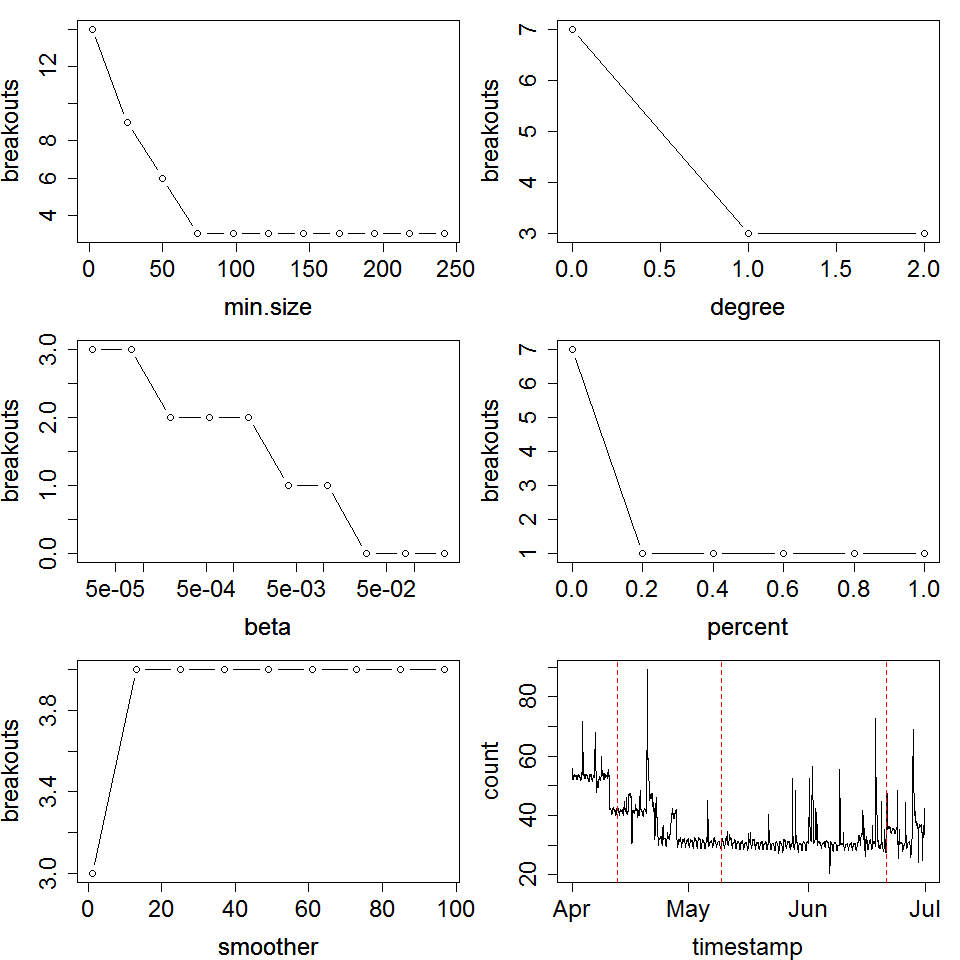 breakouts
4 6 8 12
0 50 100 150 200 250
min.size
breakouts
3 4 5 6 7
0.0 0.5 1.0 1.5 2.0
degree
breakouts
0.0 1.0 2.0 3.0
5e-05 5e-04 5e-03 5e-02
beta
breakouts
1 2 3 4 5 6 7
0.0 0.2 0.4 0.6 0.8 1.0
percent
breakouts
3.0 3.4 3.8
0 20 40 60 80 100
smoother
count
20 40 60 80
Apr May Jun Jul
timestamp